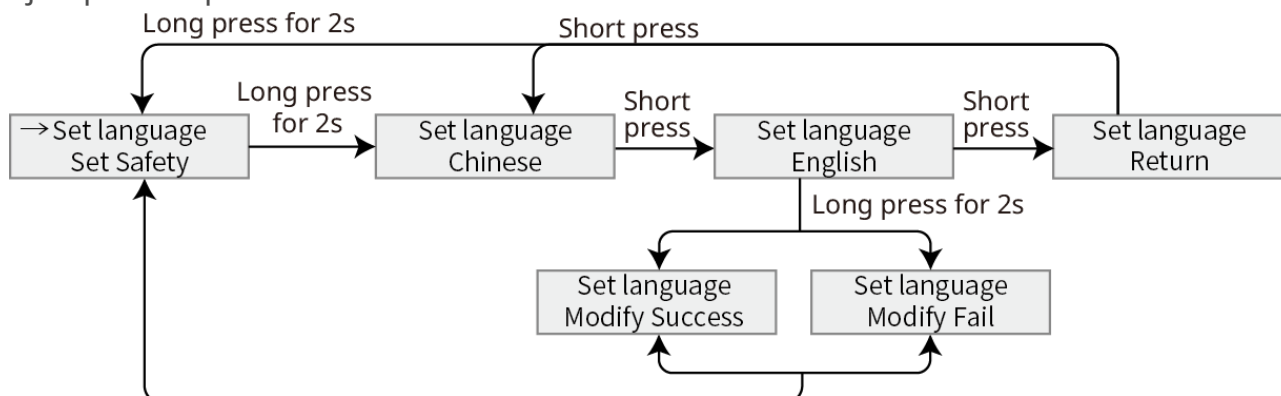 Long press for 2s
Short press
Long press
for 2s
Short
press
Short
press
→Set language
Set Safety
Set language
Chinese
Set language
English
Set language
Return
Long press for 2s
Set language
Modify Success
Set language
Modify Fail